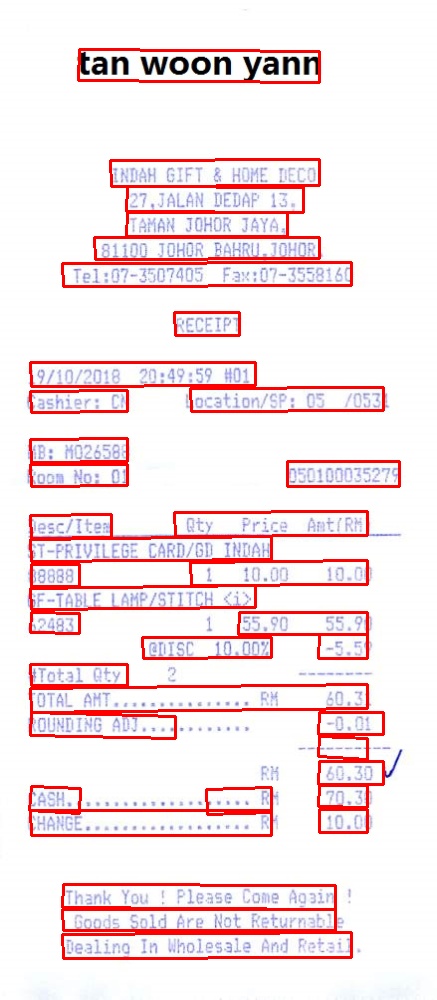 tan woon yann
INDAH GIFT & HOME DECO
27,JALAN DEDAP 13,
TAMAN JOHOR JAYA,
81100 JOHOR BAHRU,JOHOR
Tel:07-3507405 Fax:07-3558160
RECEIPT
19/10/2018 20:49:59 #01
Cashier: CN Location/SP: 05 /0531
MB: MO26588
Room No: 01 050100035279
Desc/Item Qty Price Amt(RM)
ST-PRIVILEGE CARD/GD INDAH
88888 1 10.00 10.00
GF-TABLE LAMP/STITCH <i>
62483 1 55.90 55.90
@DISC 10.00% -5.59
#Total Qty 2
TOTAL AMT................ RM 60.31
ROUNDING ADJ............. -0.01
RM 60.30
CASH..................... RM 70.30
CHANGE................... RM 10.00
Thank You ! Please Come Again !
Goods Sold Are Not Returnable
Dealing In Wholesale And Retail.